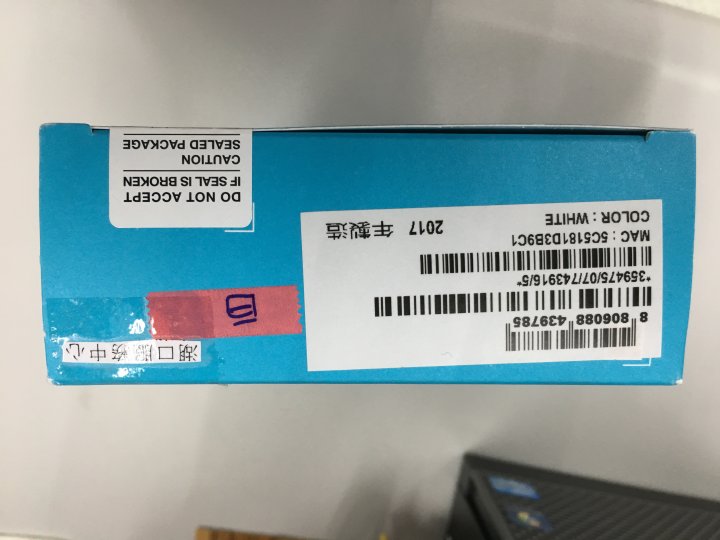 8 806088 439785
*359475/07/743916/5*
MAC : 5C5181D3B9C1
COLOR : WHITE
2017 年製造
湖口服務中心
白
DO NOT ACCEPT
IF SEAL IS BROKEN
CAUTION
SEALED PACKAGE